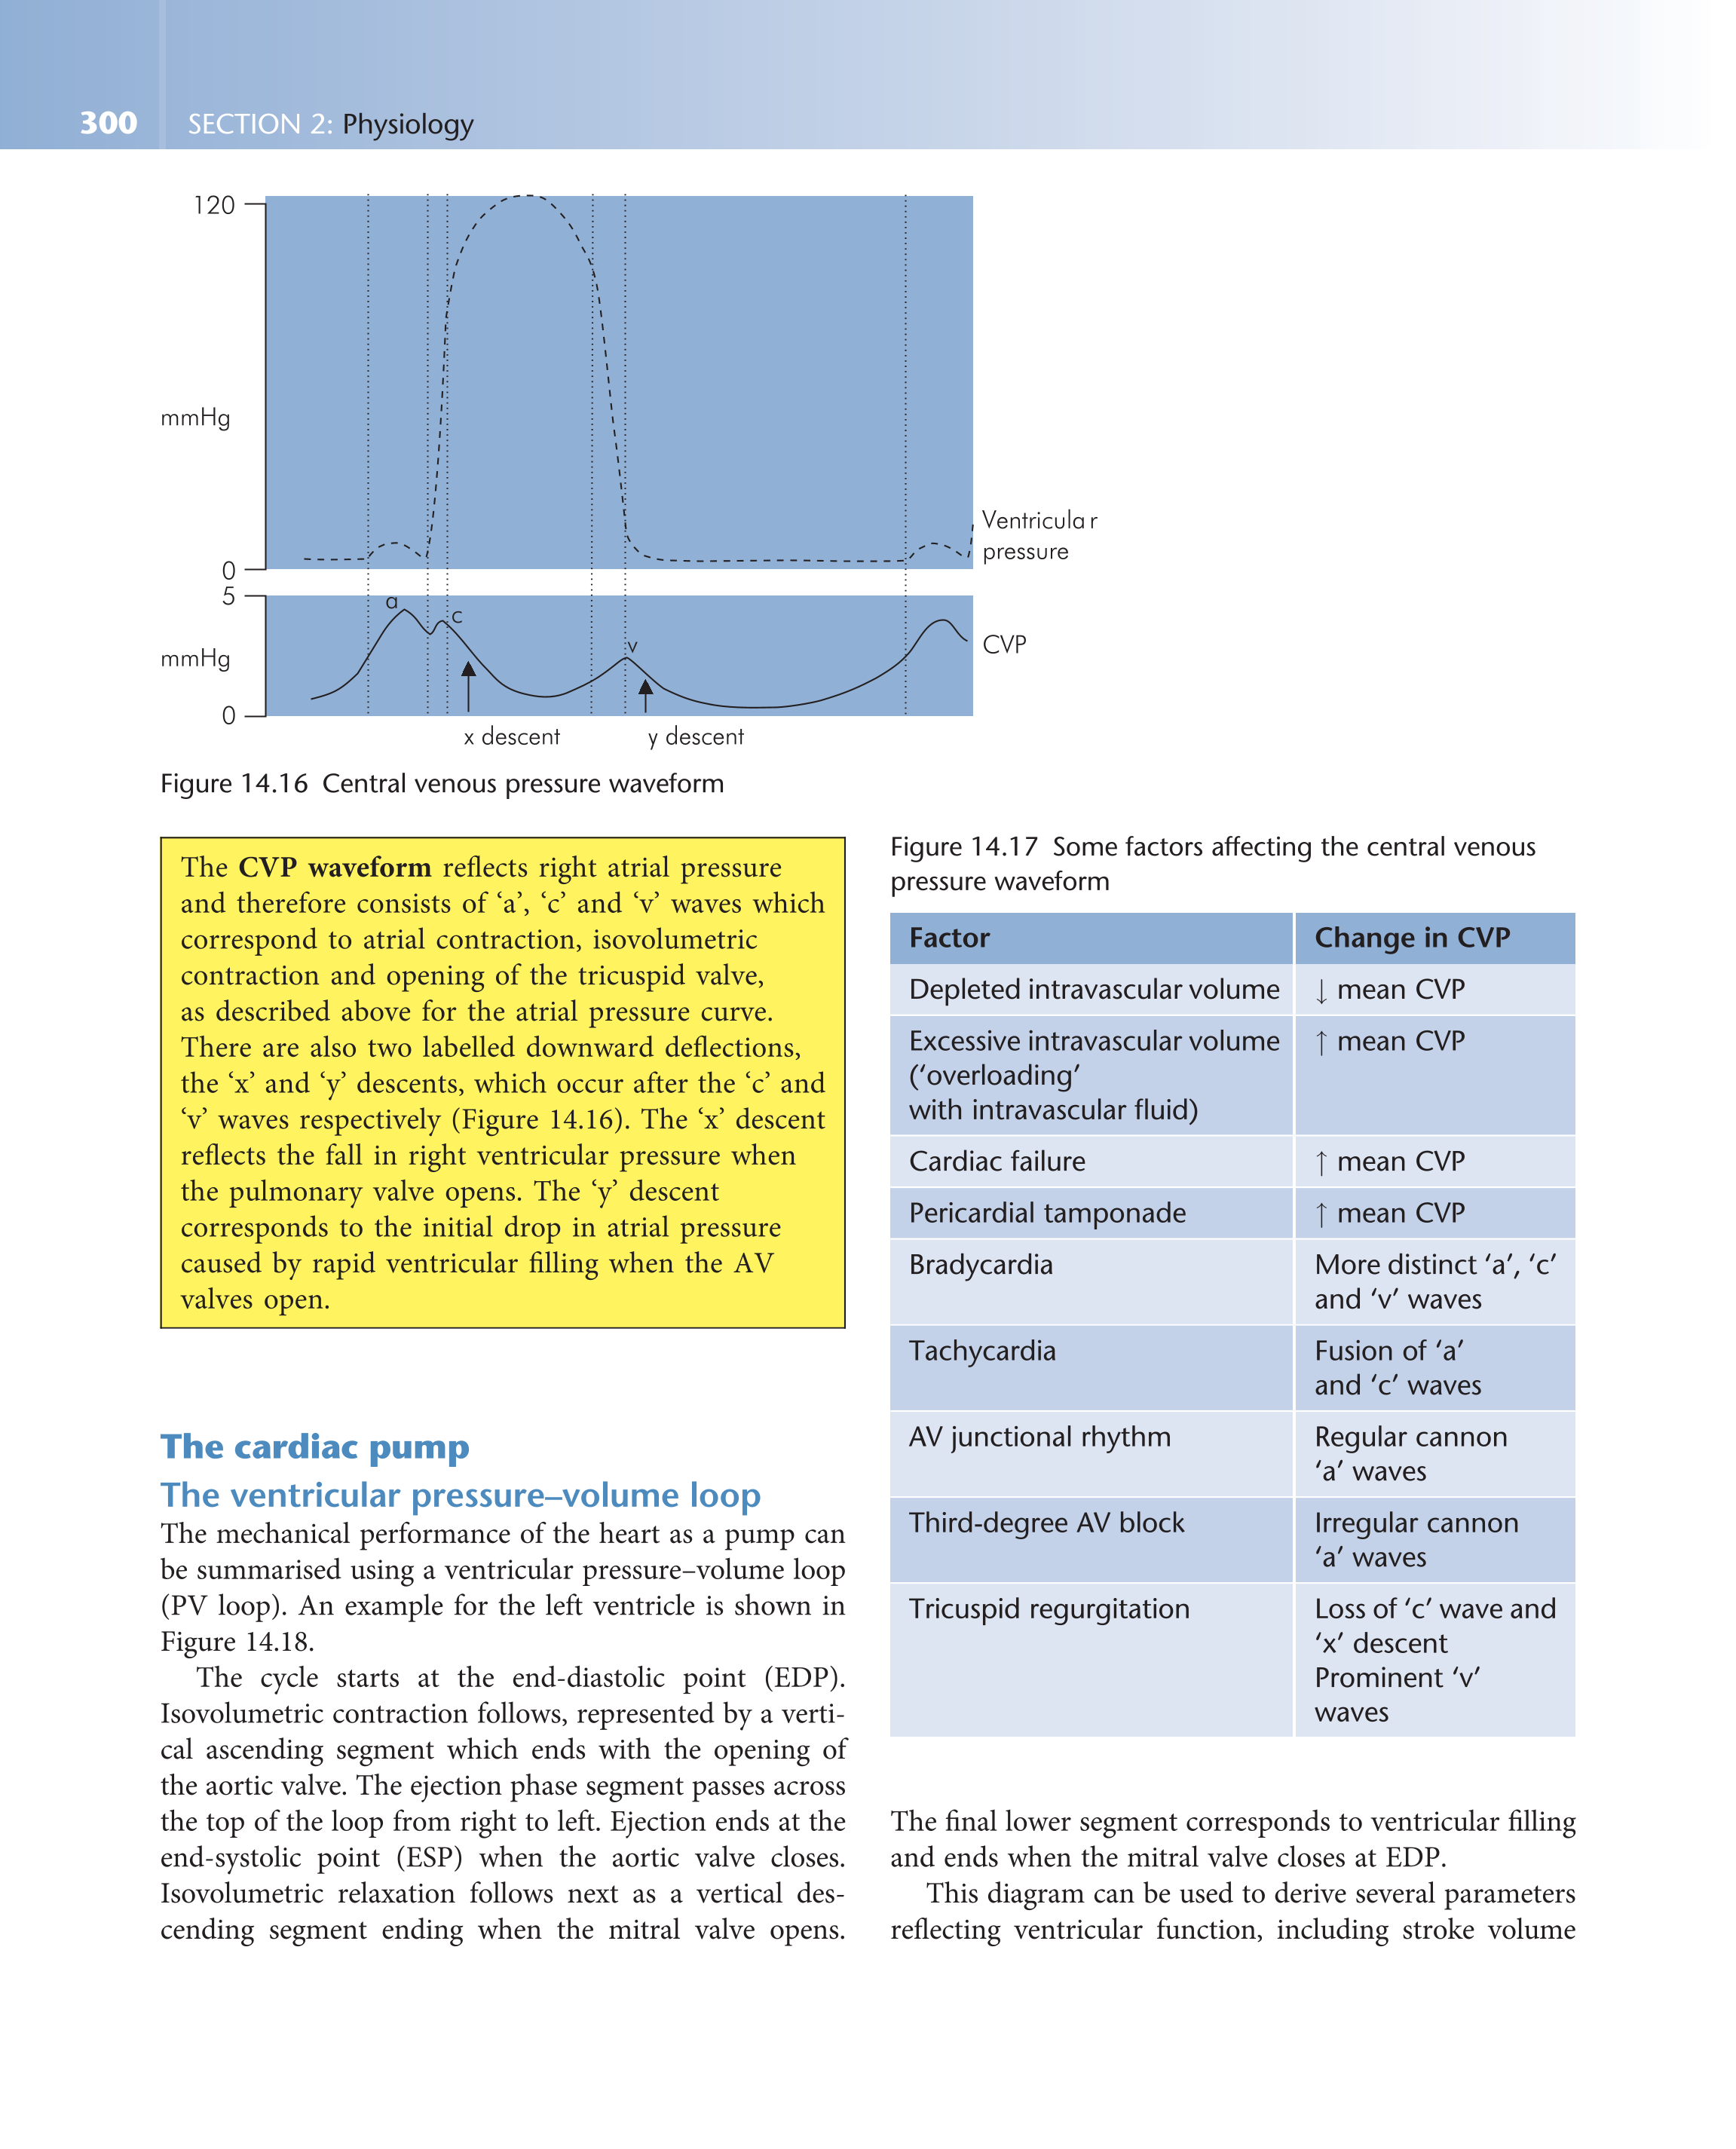 300 SECTION 2: Physiology
120
mmHg
0
Ventricular
pressure
5
a
c
v
mmHg
CVP
0
x descent
y descent
Figure 14.16 Central venous pressure waveform
The CVP waveform reflects right atrial pressure
and therefore consists of ‘a’, ‘c’ and ‘v’ waves which
correspond to atrial contraction, isovolumetric
contraction and opening of the tricuspid valve,
as described above for the atrial pressure curve.
There are also two labelled downward deflections,
the ‘x’ and ‘y’ descents, which occur after the ‘c’ and
‘v’ waves respectively (Figure 14.16). The ‘x’ descent
reflects the fall in right ventricular pressure when
the pulmonary valve opens. The ‘y’ descent
corresponds to the initial drop in atrial pressure
caused by rapid ventricular filling when the AV
valves open.
The cardiac pump
The ventricular pressure–volume loop
The mechanical performance of the heart as a pump can
be summarised using a ventricular pressure–volume loop
(PV loop). An example for the left ventricle is shown in
Figure 14.18.
The cycle starts at the end-diastolic point (EDP).
Isovolumetric contraction follows, represented by a verti-
cal ascending segment which ends with the opening of
the aortic valve. The ejection phase segment passes across
the top of the loop from right to left. Ejection ends at the
end-systolic point (ESP) when the aortic valve closes.
Isovolumetric relaxation follows next as a vertical des-
cending segment ending when the mitral valve opens.
Figure 14.17 Some factors affecting the central venous
pressure waveform
Factor Change in CVP
Depleted intravascular volume ↓ mean CVP
Excessive intravascular volume ↑ mean CVP
(‘overloading’
with intravascular fluid)
Cardiac failure ↑ mean CVP
Pericardial tamponade ↑ mean CVP
Bradycardia More distinct ‘a’, ‘c’
and ‘v’ waves
Tachycardia Fusion of ‘a’
and ‘c’ waves
AV junctional rhythm Regular cannon
‘a’ waves
Third-degree AV block Irregular cannon
‘a’ waves
Tricuspid regurgitation Loss of ‘c’ wave and
‘x’ descent
Prominent ‘v’
waves
The final lower segment corresponds to ventricular filling
and ends when the mitral valve closes at EDP.
This diagram can be used to derive several parameters
reflecting ventricular function, including stroke volume